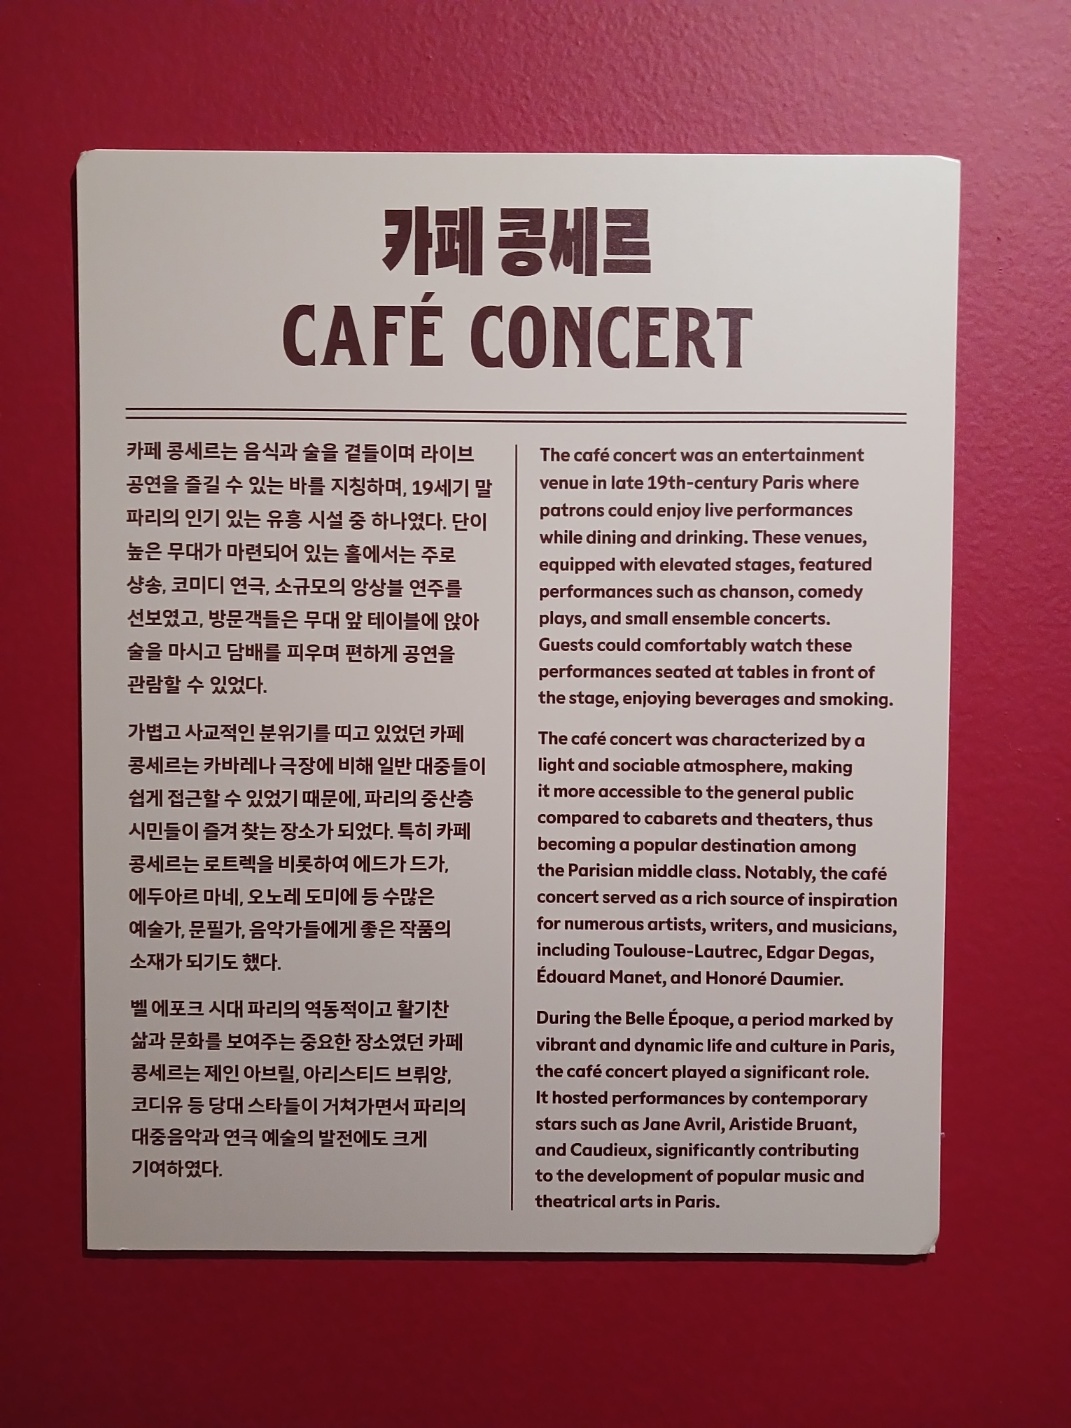 카페 콩세르
CAFÉ CONCERT
카페 콩세르는 음식과 술을 곁들이며 라이브
공연을 즐길 수 있는 바를 지칭하며, 19세기 말
파리의 인기 있는 유흥 시설 중 하나였다. 단이
높은 무대가 마련되어 있는 홀에서는 주로
샹송, 코미디 연극, 소규모의 앙상블 연주를
선보였고, 방문객들은 무대 앞 테이블에 앉아
술을 마시고 담배를 피우며 편하게 공연을
관람할 수 있었다.
가볍고 사교적인 분위기를 띠고 있었던 카페
콩세르는 카바레나 극장에 비해 일반 대중들이
쉽게 접근할 수 있었기 때문에, 파리의 중산층
시민들이 즐겨 찾는 장소가 되었다. 특히 카페
콩세르는 로트렉을 비롯하여 에드가 드가,
에두아르 마네, 오노레 도미에 등 수많은
예술가, 문필가, 음악가들에게 좋은 작품의
소재가 되기도 했다.
벨 에포크 시대 파리의 역동적이고 활기찬
삶과 문화를 보여주는 중요한 장소였던 카페
콩세르는 제인 아브릴, 아리스티드 브뤼앙,
코디유 등 당대 스타들이 거쳐가면서 파리의
대중음악과 연극 예술의 발전에도 크게
기여하였다.
The café concert was an entertainment
venue in late 19th-century Paris where
patrons could enjoy live performances
while dining and drinking. These venues,
equipped with elevated stages, featured
performances such as chanson, comedy
plays, and small ensemble concerts.
Guests could comfortably watch these
performances seated at tables in front of
the stage, enjoying beverages and smoking.
The café concert was characterized by a
light and sociable atmosphere, making
it more accessible to the general public
compared to cabarets and theaters, thus
becoming a popular destination among
the Parisian middle class. Notably, the café
concert served as a rich source of inspiration
for numerous artists, writers, and musicians,
including Toulouse-Lautrec, Edgar Degas,
Édouard Manet, and Honoré Daumier.
During the Belle Époque, a period marked by
vibrant and dynamic life and culture in Paris,
the café concert played a significant role.
It hosted performances by contemporary
stars such as Jane Avril, Aristide Bruant,
and Caudieux, significantly contributing
to the development of popular music and
theatrical arts in Paris.